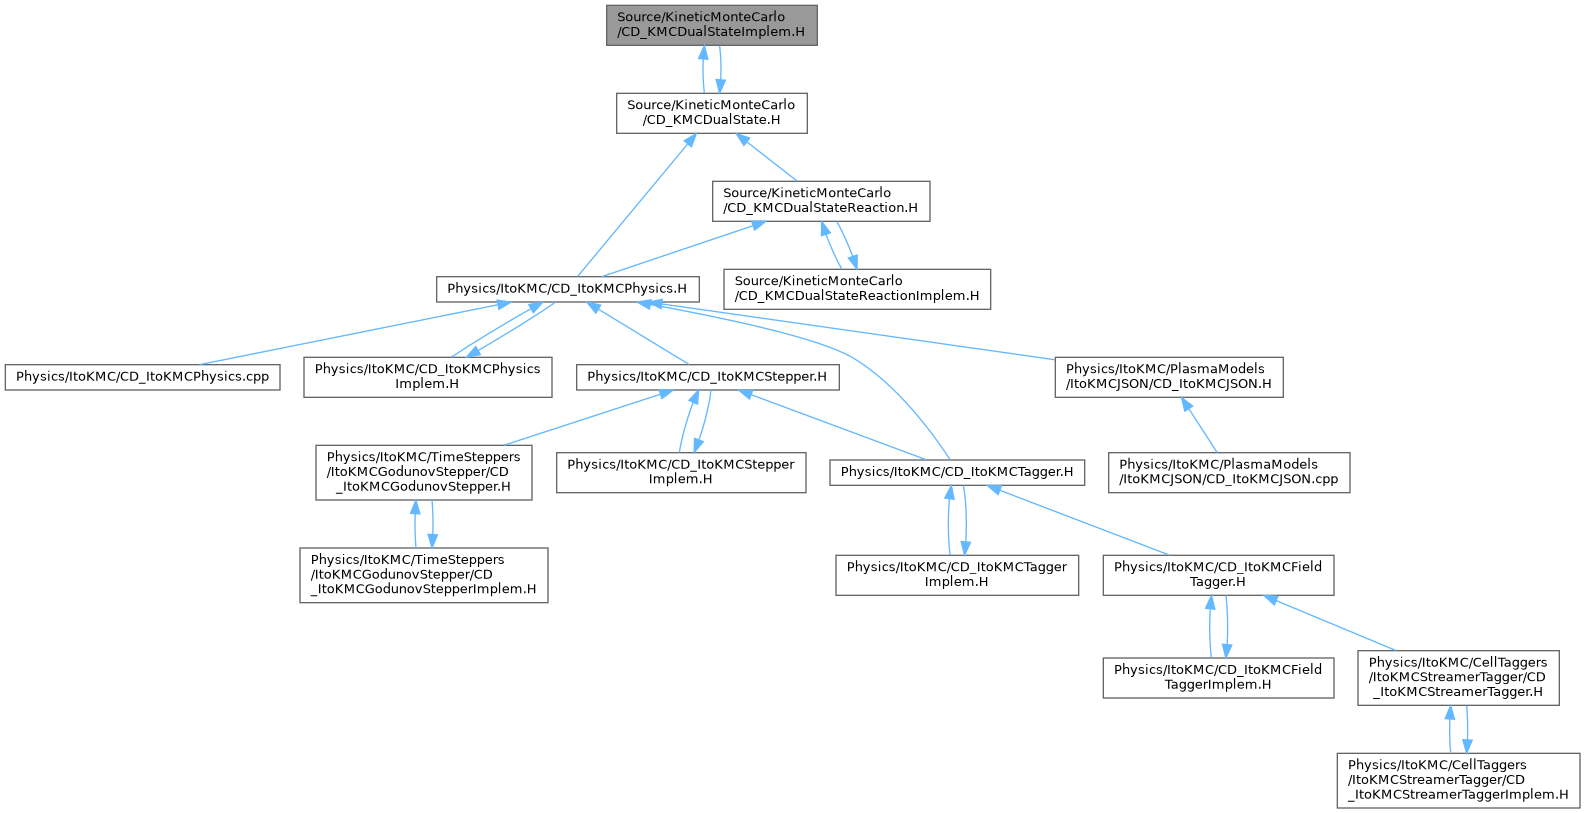 Source/KineticMonteCarlo
/CD_KMCDualStateImplem.H
Source/KineticMonteCarlo
/CD_KMCDualState.H
Source/KineticMonteCarlo
/CD_KMCDualStateReaction.H
Source/KineticMonteCarlo
/CD_KMCDualStateReactionImplem.H
Physics/ItoKMC/CD_ItoKMCPhysics.H
Physics/ItoKMC/CD_ItoKMCPhysics.cpp
Physics/ItoKMC/CD_ItoKMCPhysics
Implem.H
Physics/ItoKMC/CD_ItoKMCStepper.H
Physics/ItoKMC/PlasmaModels
/ItoKMCJSON/CD_ItoKMCJSON.H
Physics/ItoKMC/TimeSteppers
/ItoKMCGodunovStepper/CD
_ItoKMCGodunovStepper.H
Physics/ItoKMC/CD_ItoKMCStepper
Implem.H
Physics/ItoKMC/CD_ItoKMCTagger.H
Physics/ItoKMC/PlasmaModels
/ItoKMCJSON/CD_ItoKMCJSON.cpp
Physics/ItoKMC/TimeSteppers
/ItoKMCGodunovStepper/CD
_ItoKMCGodunovStepperImplem.H
Physics/ItoKMC/CD_ItoKMCTagger
Implem.H
Physics/ItoKMC/CD_ItoKMCField
Tagger.H
Physics/ItoKMC/CD_ItoKMCField
TaggerImplem.H
Physics/ItoKMC/CellTaggers
/ItoKMCStreamerTagger/CD
_ItoKMCStreamerTagger.H
Physics/ItoKMC/CellTaggers
/ItoKMCStreamerTagger/CD
_ItoKMCStreamerTaggerImplem.H